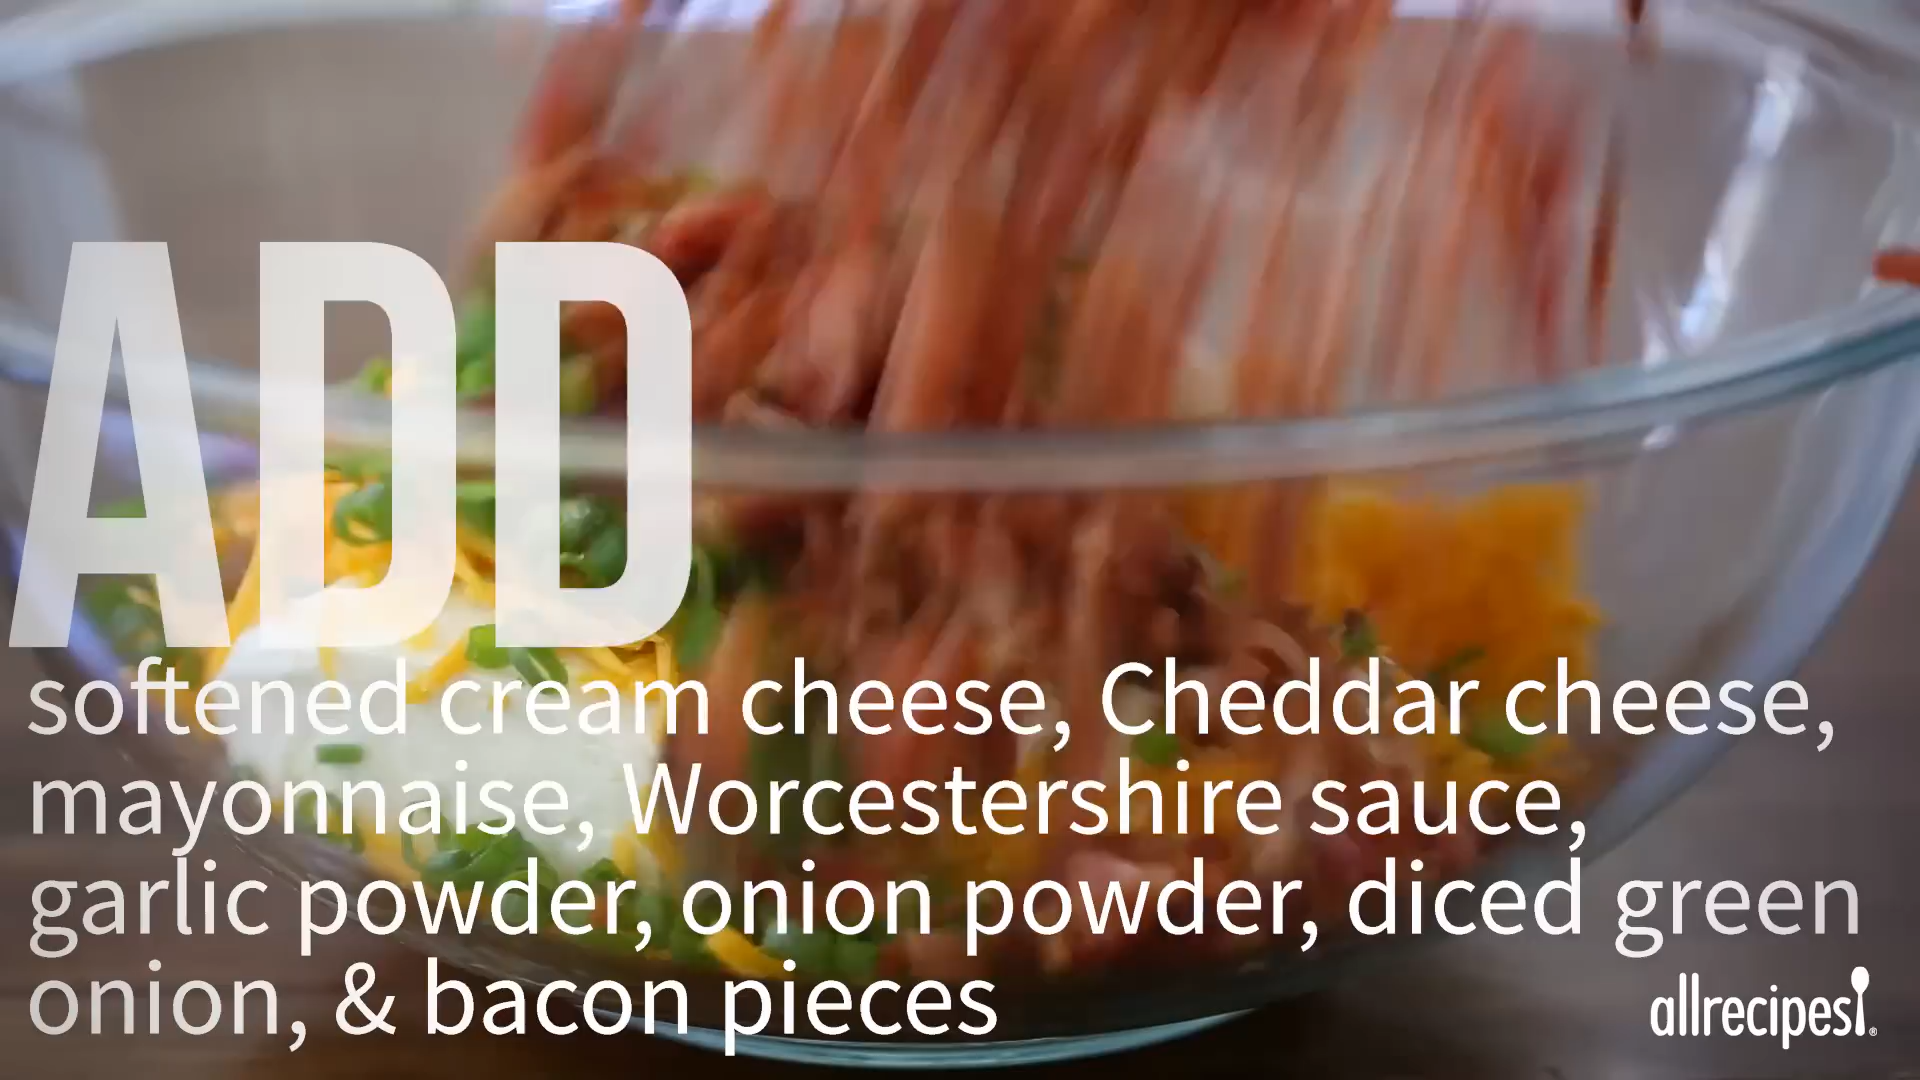 ADD
softened cream cheese, Cheddar cheese,
mayonnaise, Worcestershire sauce,
garlic powder, onion powder, diced green
onion, & bacon pieces
allrecipes®